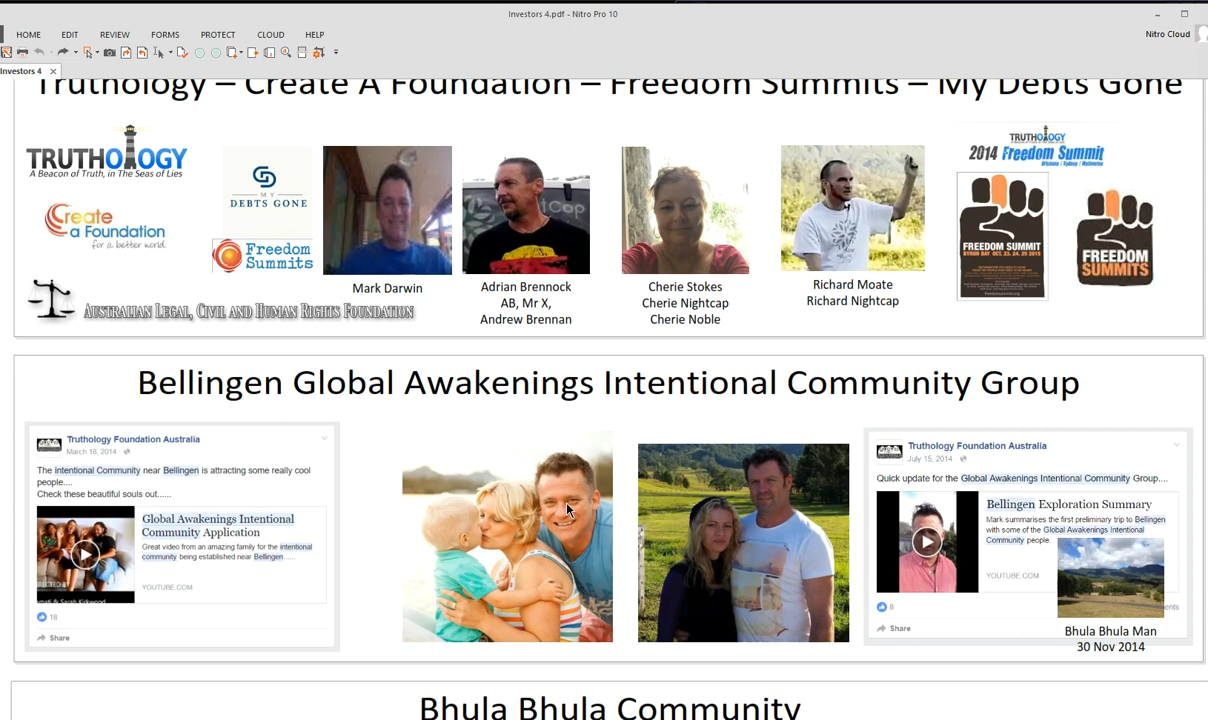 Investors 4.pdf - Nitro Pro 10
HOME EDIT REVIEW FORMS PROTECT CLOUD HELP
Nitro Cloud
Investors 4
Truthology – Create A Foundation – Freedom Summits – My Debts Gone
TRUTHOLOGY
A Beacon of Truth, in The Seas of Lies
Create
a Foundation
for a better world
MY
DEBTS GONE
Freedom
Summits
AUSTRALIAN LEGAL, CIVIL AND HUMAN RIGHTS FOUNDATION
Mark Darwin
Adrian Brennock
AB, Mr X,
Andrew Brennan
Cherie Stokes
Cherie Nightcap
Cherie Noble
Richard Moate
Richard Nightcap
TRUTHOLOGY
2014 Freedom Summit
FREEDOM SUMMIT
BYRON BAY OCT. 23, 24, 25 2015
FREEDOM
SUMMITS
Bellingen Global Awakenings Intentional Community Group
Truthology Foundation Australia
March 18, 2014
The Intentional Community near Bellingen is attracting some really cool
people....
Check these beautiful souls out......
Global Awakenings Intentional
Community Application
Great video from an amazing family for the intentional
community being established near Bellingen.....
YOUTUBE.COM
18
Share
Truthology Foundation Australia
July 15, 2014
Quick update for the Global Awakenings Intentional Community Group....
Bellingen Exploration Summary
Mark summarises the first preliminary trip to Bellingen
with some of the Global Awakenings Intentional
Community people.
YOUTUBE.COM
8
ents
Share
Bhula Bhula Man
30 Nov 2014
Bhula Bhula Community